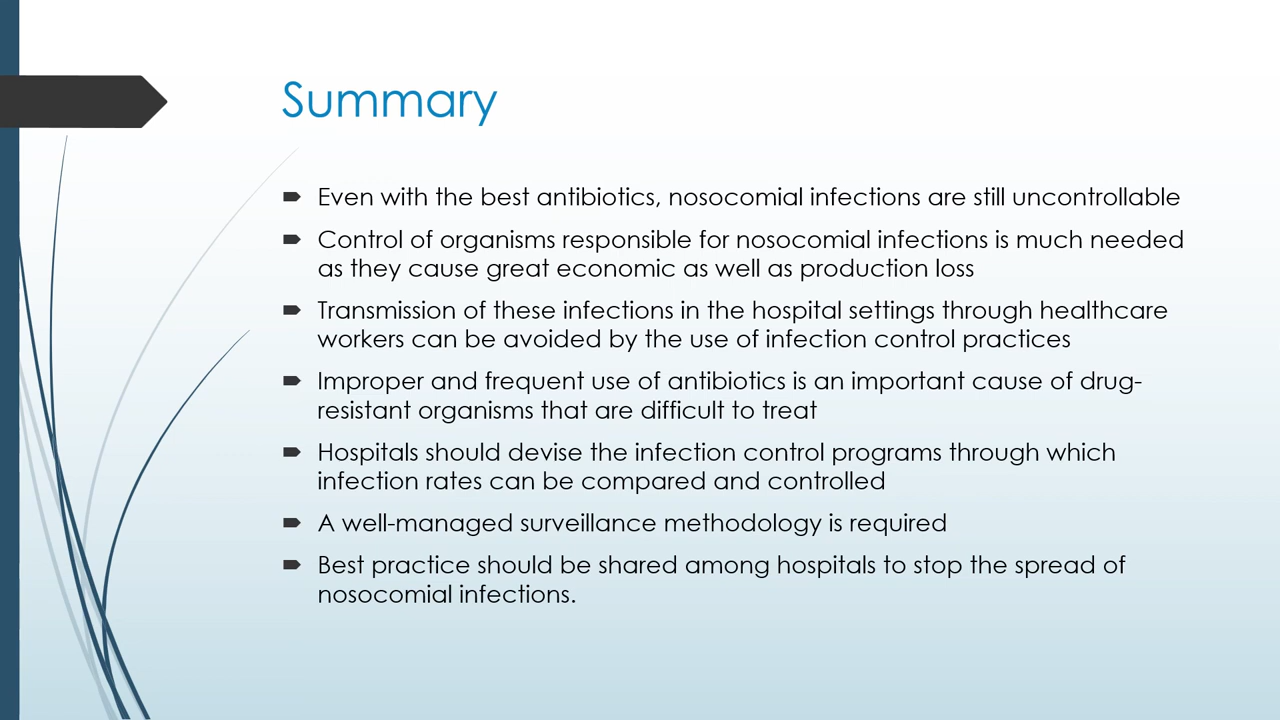 Summary
Even with the best antibiotics, nosocomial infections are still uncontrollable
Control of organisms responsible for nosocomial infections is much needed
as they cause great economic as well as production loss
Transmission of these infections in the hospital settings through healthcare
workers can be avoided by the use of infection control practices
Improper and frequent use of antibiotics is an important cause of drug-
resistant organisms that are difficult to treat
Hospitals should devise the infection control programs through which
infection rates can be compared and controlled
A well-managed surveillance methodology is required
Best practice should be shared among hospitals to stop the spread of
nosocomial infections.